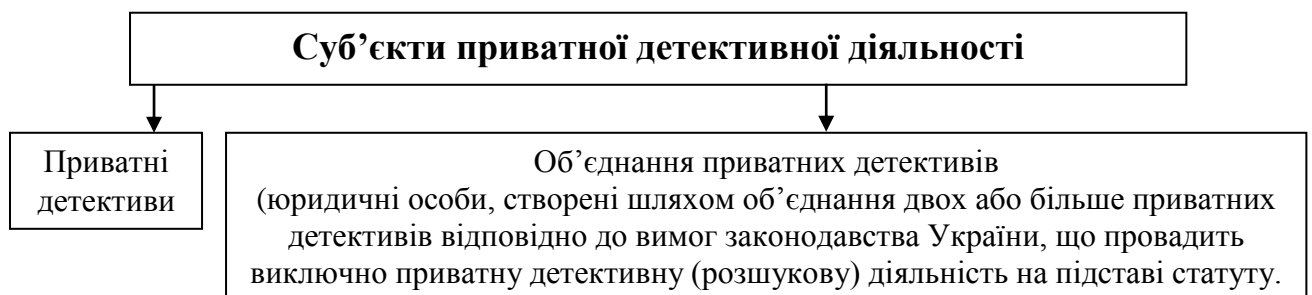 Суб’єкти приватної детективної діяльності
Приватні
детективи
Об’єднання приватних детективів
(юридичні особи, створені шляхом об’єднання двох або більше приватних
детективів відповідно до вимог законодавства України, що провадить
виключно приватну детективну (розшукову) діяльність на підставі статуту.